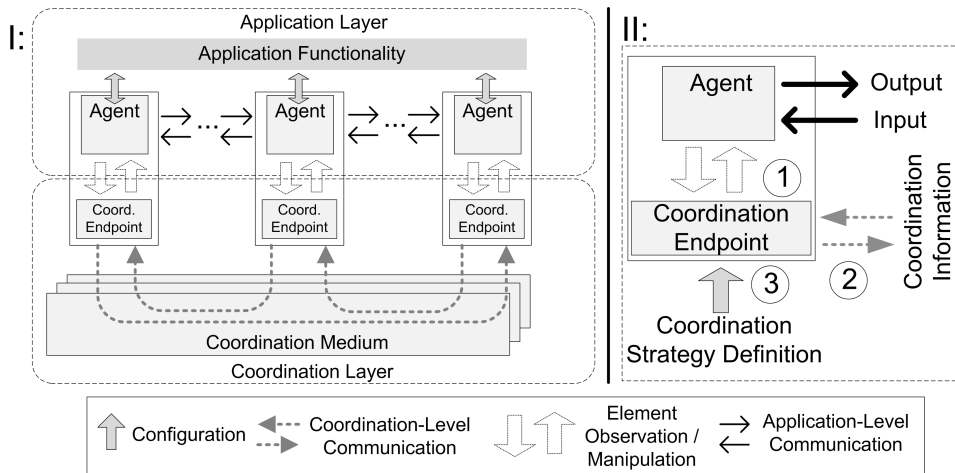 I:
Application Layer
Application Functionality
Agent
...
Agent
...
Agent
Coord.
Endpoint
Coord.
Endpoint
Coord.
Endpoint
Coordination Medium
Coordination Layer
II:
Agent
Output
Input
1
Coordination
Endpoint
Coordination
Information
2
3
Coordination
Strategy Definition
Configuration
Coordination-Level
Communication
Element
Observation /
Manipulation
Application-Level
Communication